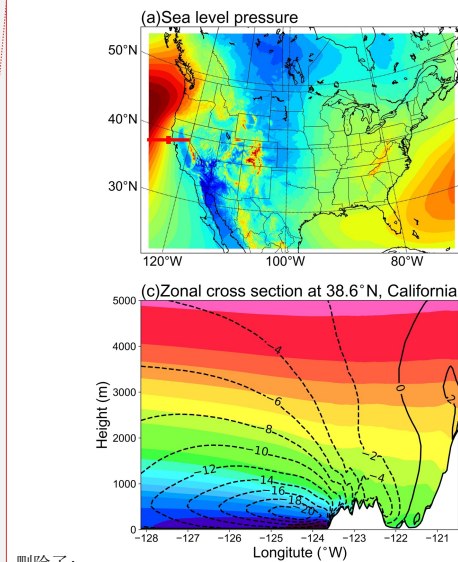 (a)Sea level pressure
50°N
40°N
30°N
120°W 100°W 80°W
(c)Zonal cross section at 38.6°N, California
5000
4000
3000
2000
1000
0
Height (m)
-4
-6
-8
-10
-12
-14
-16
-18
-20
-2
-4
0
2
−128 −127 −126 −125 −124 −123 −122 −121
Longitute (°W)
删除了: